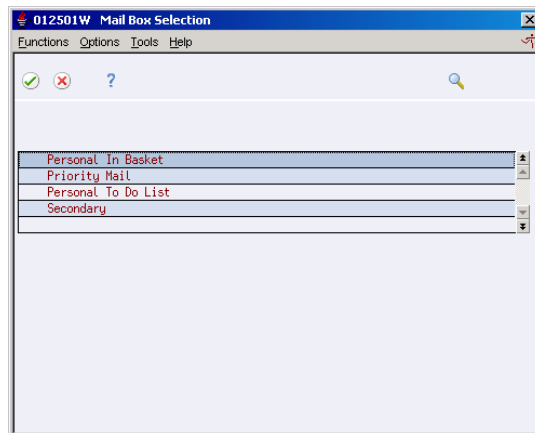 012501W Mail Box Selection
Functions Options Tools Help
?
Personal In Basket
Priority Mail
Personal To Do List
Secondary